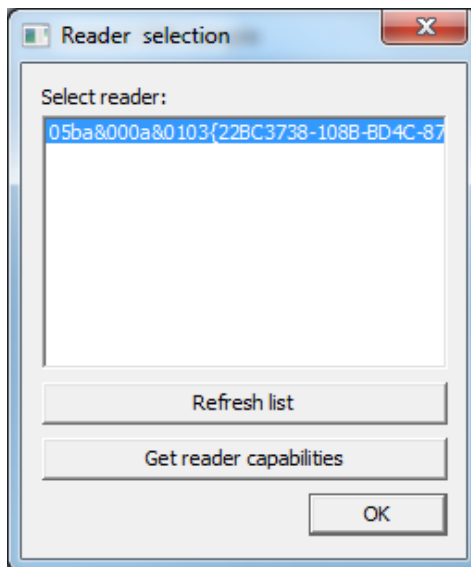 Reader selection
Select reader:
05ba&000a&0103{22BC3738-108B-BD4C-87
Refresh list
Get reader capabilities
OK